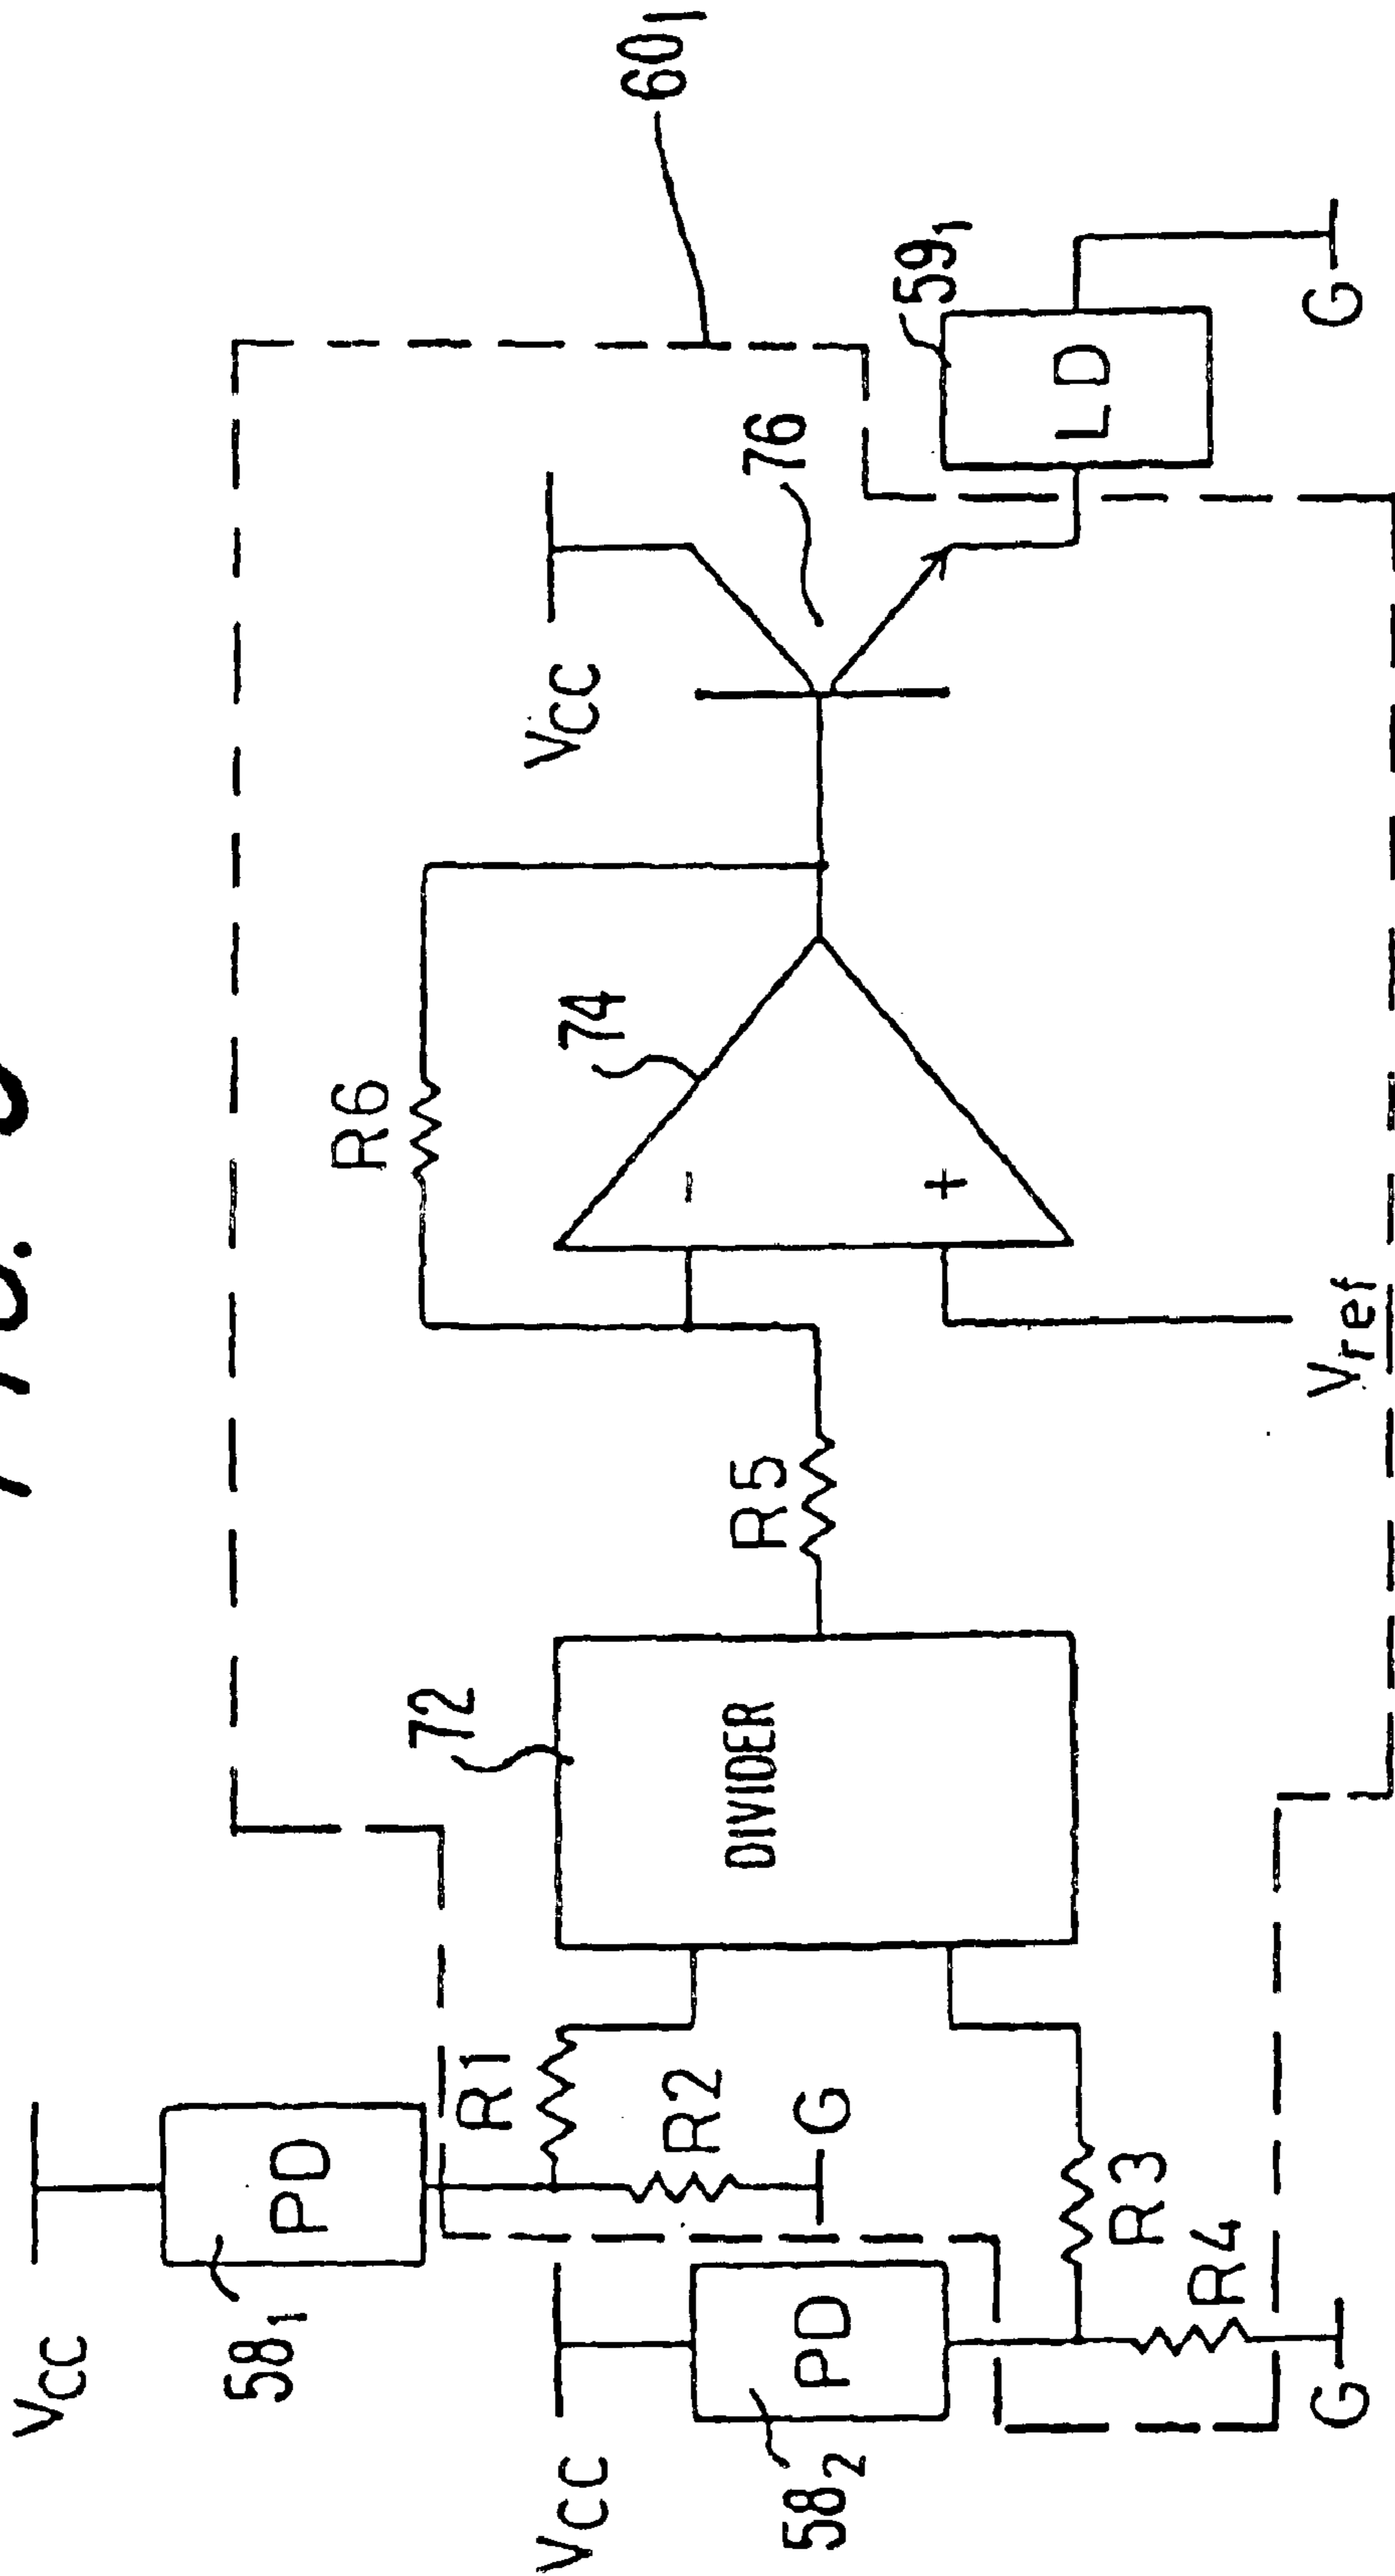 VCC
PD
58₁
VCC
PD
58₂
R1
R2
G
R3
R4
G
72
DIVIDER
R5
R6
74
-
+
Vref
VCC
76
60₁
59₁
LD
G